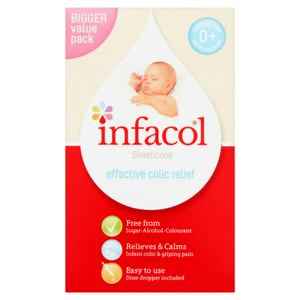 BIGGER
value
pack
0+
infacol
Simeticone
effective colic relief
Free from
Sugar-Alcohol-Colourant
Relieves & Calms
Infant colic & griping pain
Easy to use
Dose dropper included